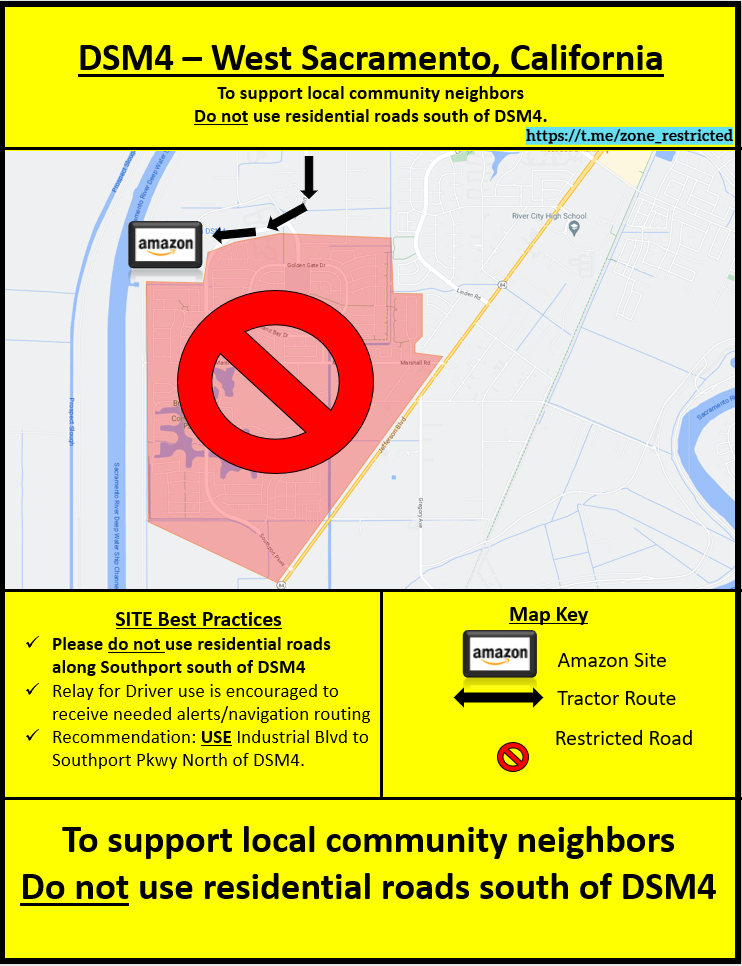 DSM4 – West Sacramento, California
To support local community neighbors
Do not use residential roads south of DSM4.
https://t.me/zone_restricted
Prospect Slough
River City High School
DSM4
amazon
Golden Gate Dr
84
Linden Rd
Marshall Rd
Prospect Slough
Jefferson Blvd
Sacramento River Deep Water Ship Channe
Gregory Ave
Southport Pkwy
84
SITE Best Practices
✓ Please do not use residential roads
along Southport south of DSM4
✓ Relay for Driver use is encouraged to
receive needed alerts/navigation routing
✓ Recommendation: USE Industrial Blvd to
Southport Pkwy North of DSM4.
Map Key
amazon
Amazon Site
Tractor Route
Restricted Road
To support local community neighbors
Do not use residential roads south of DSM4